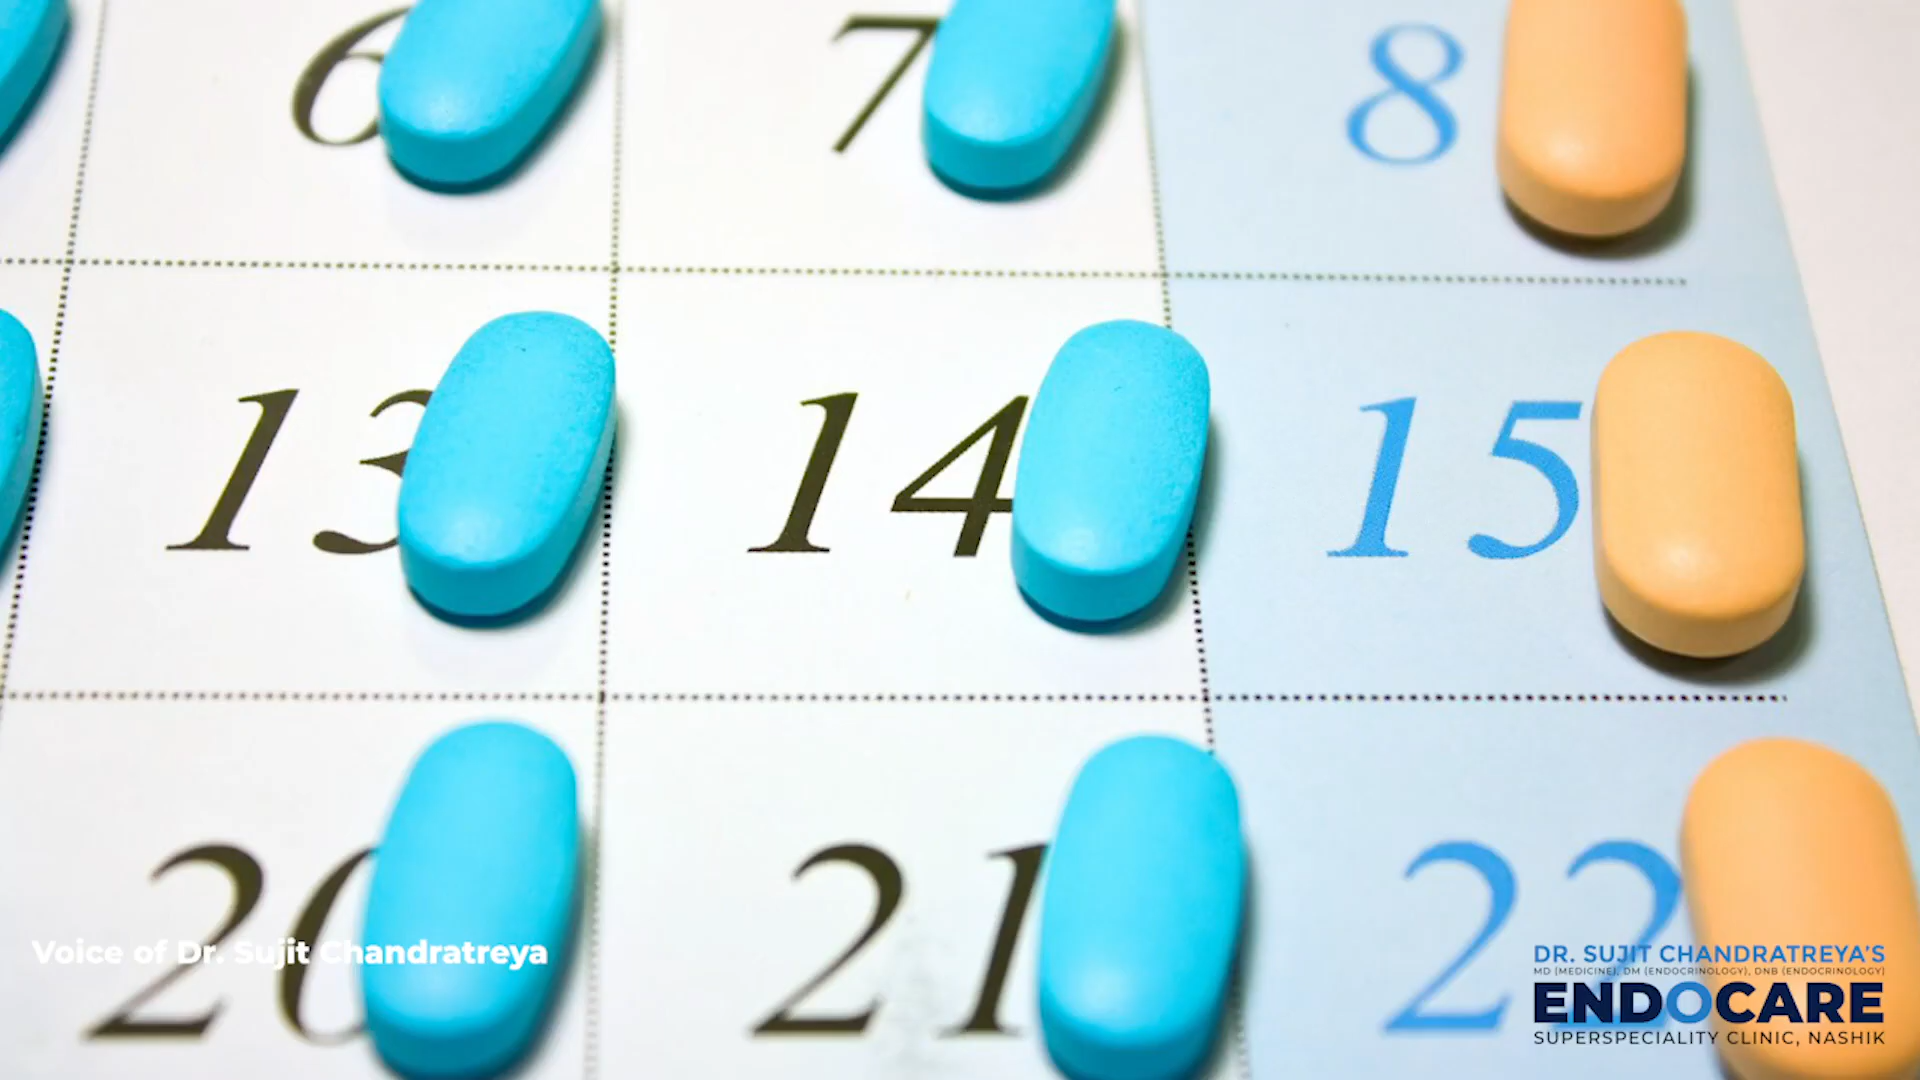 6 7 8
13 14 15
20 21 22
Voice of Dr. Sujit Chandratreya
DR. SUJIT CHANDRATREYA'S
MD (MEDICINE), DM (ENDOCRINOLOGY), DNB (ENDOCRINOLOGY)
ENDOCARE
SUPERSPECIALITY CLINIC, NASHIK